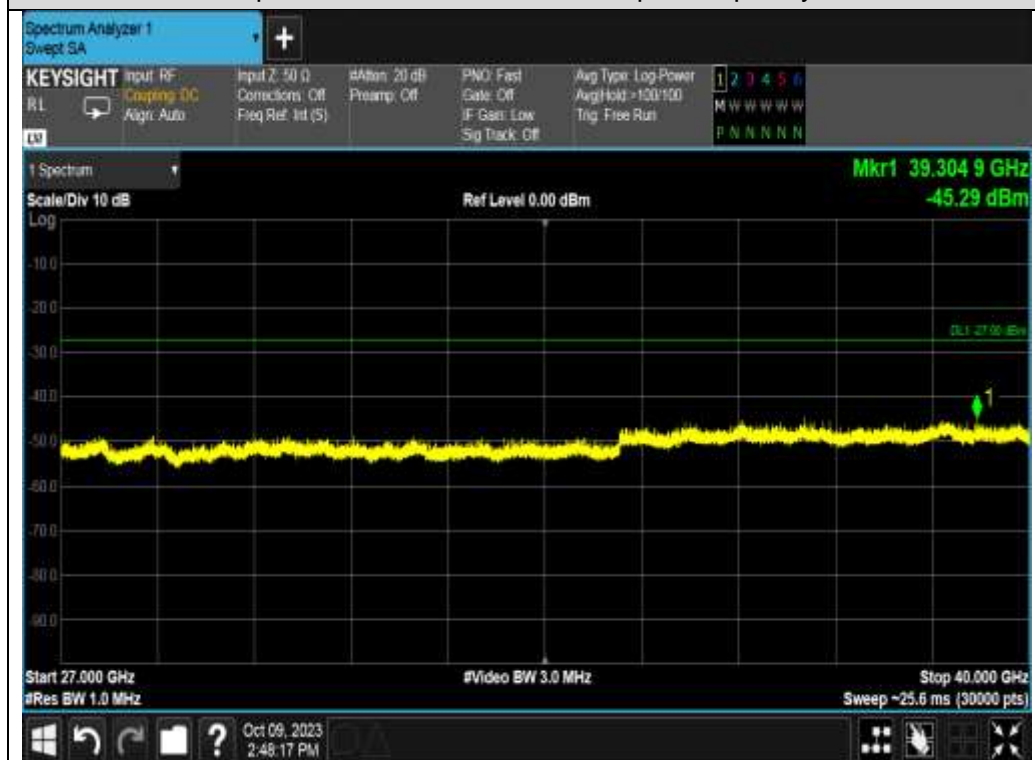 Spectrum Analyzer 1
Swept SA
+
KEYSIGHT Input: RF
RL Coupling: DC
Align: Auto
Input Z: 50 Ω
Corrections: Off
Freq Ref: Int (S)
#Atten: 20 dB
Preamp: Off
PNO: Fast
Gate: Off
IF Gain: Low
Sig Track: Off
Avg Type: Log-Power
Avg|Hold: >100/100
Trig: Free Run
1 2 3 4 5 6
M W W W W W
P N N N N N
1 Spectrum
Mkr1 39.304 9 GHz
Scale/Div 10 dB
Ref Level 0.00 dBm
-45.29 dBm
Log
-10.0
-20.0
DL1 -27.00 dBm
-30.0
-40.0
1
-50.0
-60.0
-70.0
-80.0
-90.0
Start 27.000 GHz
#Video BW 3.0 MHz
Stop 40.000 GHz
#Res BW 1.0 MHz
Sweep ~25.6 ms (30000 pts)
?
Oct 09, 2023
2:48:17 PM